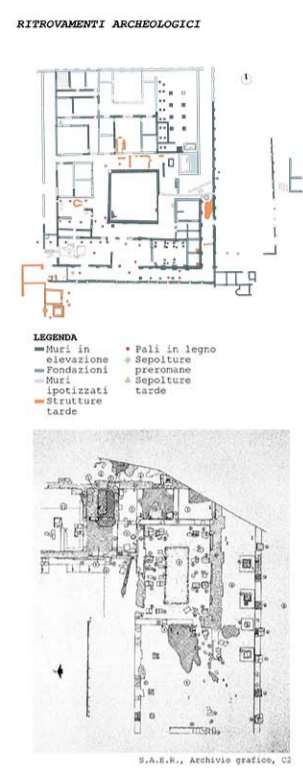 RITROVAMENTI ARCHEOLOGICI
LEGENDA
Muri in elevazione
Fondazioni
Muri ipotizzati
Strutture tarde
Pali in legno
Sepolture preromane
Sepolture tarde
S.A.E.R., Archivio grafico, U2